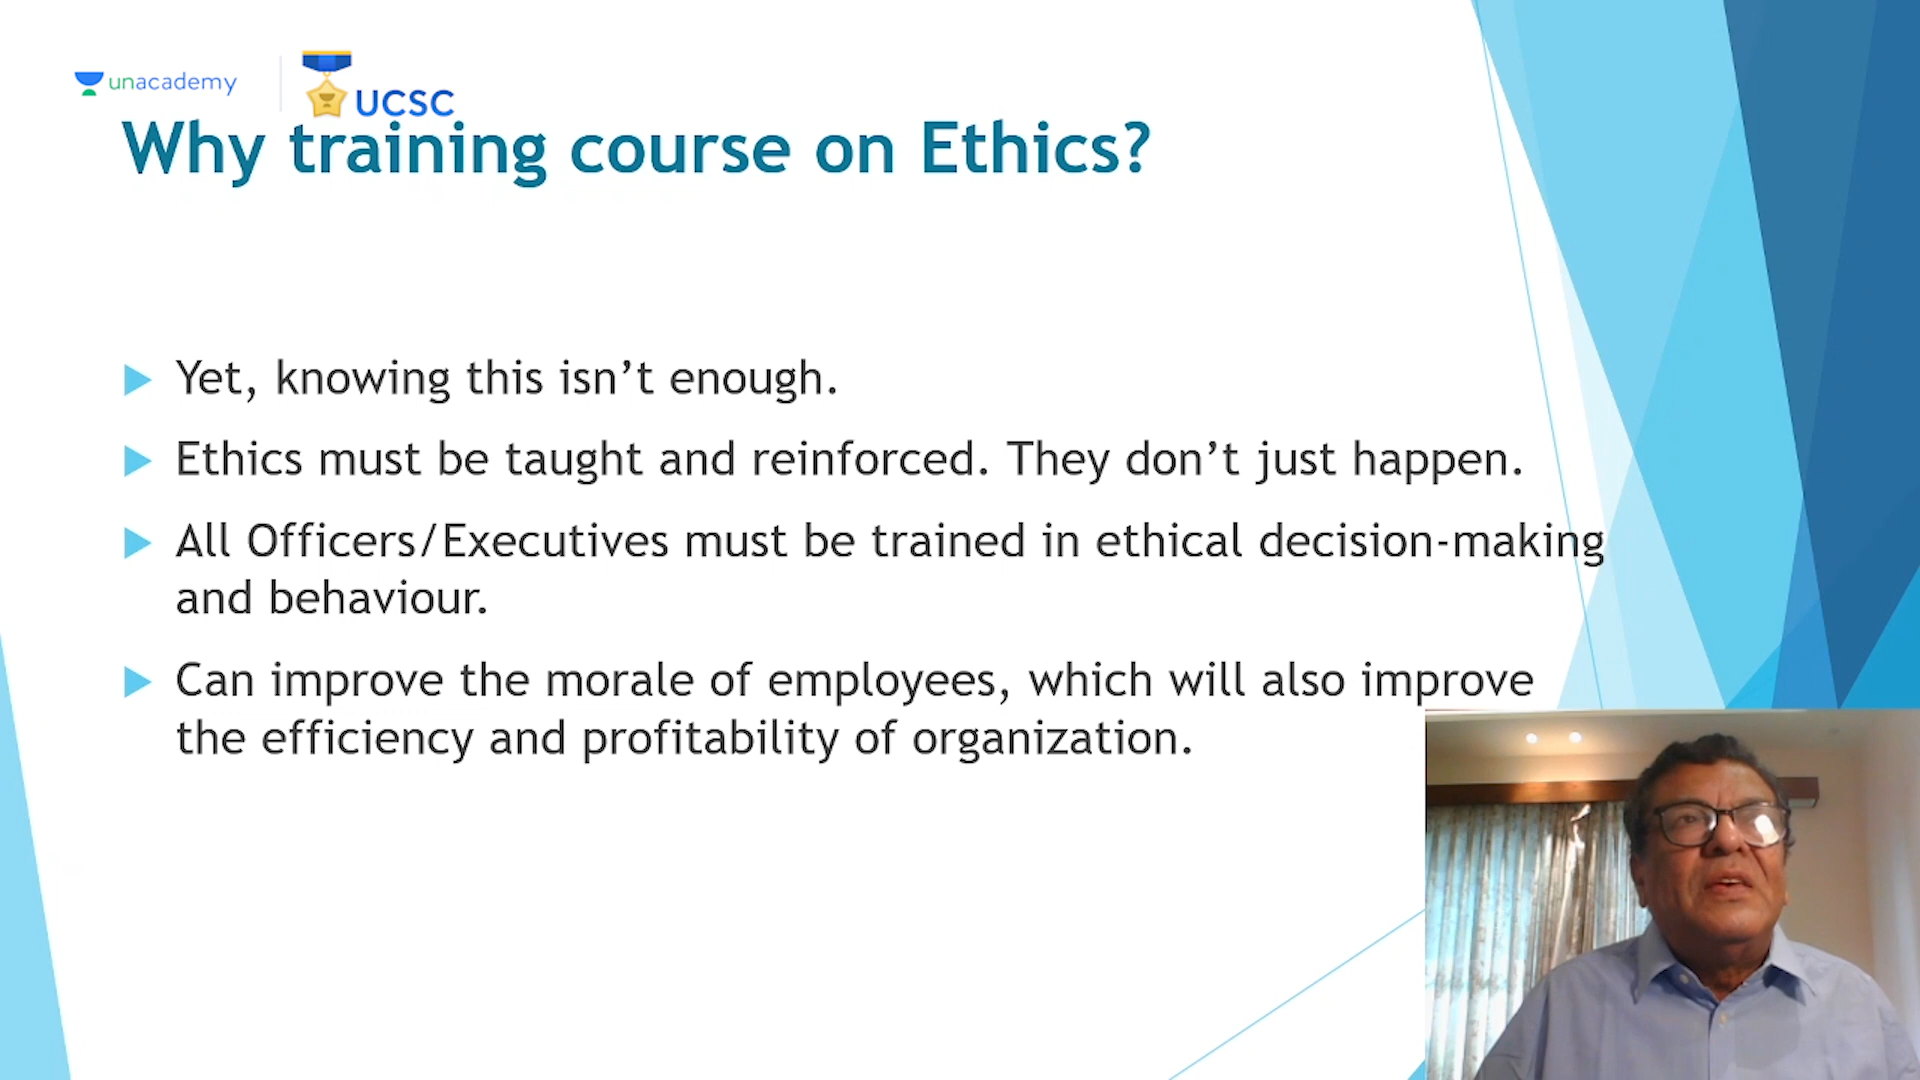 unacademy
UCSC
Why training course on Ethics?
Yet, knowing this isn’t enough.
Ethics must be taught and reinforced. They don’t just happen.
All Officers/Executives must be trained in ethical decision-making
and behaviour.
Can improve the morale of employees, which will also improve
the efficiency and profitability of organization.